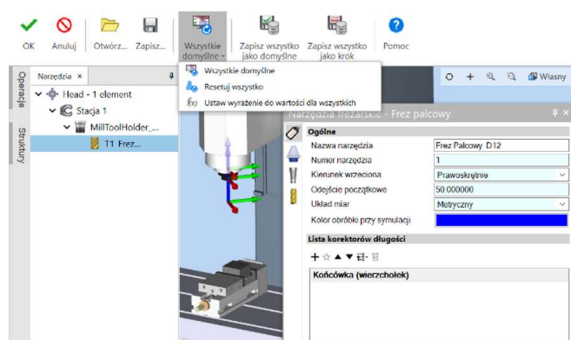 OK
Anuluj
Otwórz...
Zapisz...
Wszystkie domyślne
Zapisz wszystko jako domyślne
Zapisz wszystko jako krok
Pomoc
Wszystkie domyślne
Resetuj wszystko
f(x) Ustaw wyrażenie do wartości dla wszystkich
Operacje
Struktury
Narzędzia ×
Head - 1 element
Stacja 1
MillToolHolder_...
T1 Frez...
Własny
Narzędzia frezarskie - Frez palcowy
Ogólne
Nazwa narzędzia Frez Palcowy D12
Numer narzędzia 1
Kierunek wrzeciona Prawoskrętnie
Odejście początkowe 50.000000
Układ miar Metryczny
Kolor obróbki przy symulacji
Lista korektorów długości
Końcówka (wierzchołek)